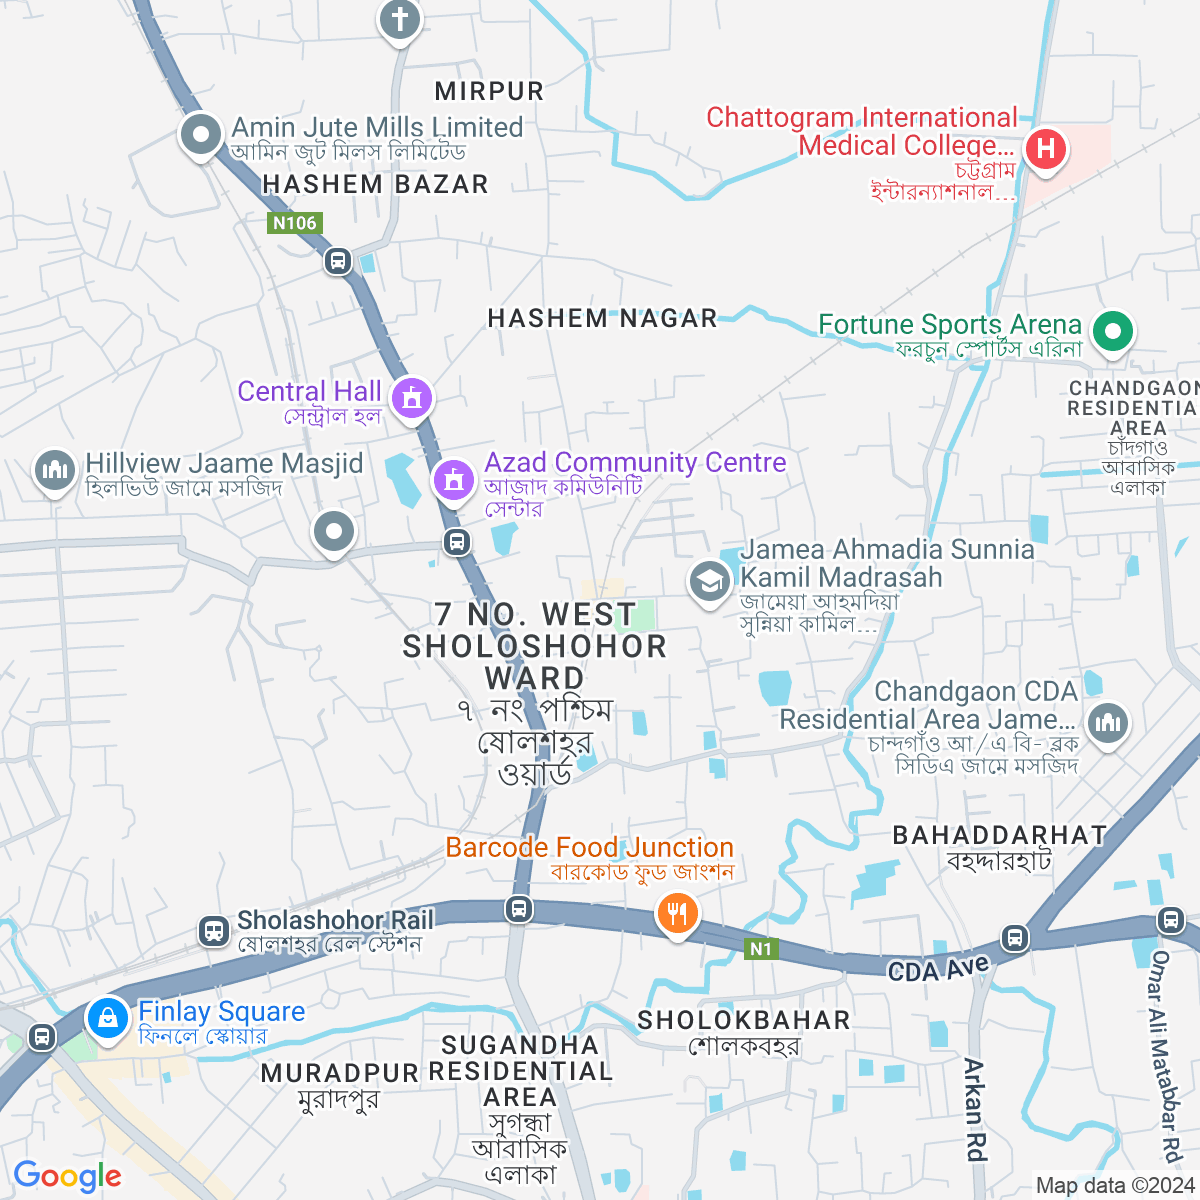 MIRPUR
Amin Jute Mills Limited
আমিন জুট মিলস লিমিটেড
HASHEM BAZAR
N106
Chattogram International
Medical College...
চট্টগ্রাম
ইন্টারন্যাশনাল...
H
HASHEM NAGAR
Fortune Sports Arena
ফরচুন স্পোর্টস এরিনা
Central Hall
সেন্ট্রাল হল
CHANDGAON
RESIDENTIA
AREA
চাঁদগাও
আবাসিক
এলাকা
Hillview Jaame Masjid
হিলভিউ জামে মসজিদ
Azad Community Centre
আজাদ কমিউনিটি
সেন্টার
Jamea Ahmadia Sunnia
Kamil Madrasah
জামেয়া আহমদিয়া
সুন্নিয়া কামিল...
7 NO. WEST
SHOLOSHOHOR
WARD
৭ নং পশ্চিম
ষোলশহর
ওয়ার্ড
Chandgaon CDA
Residential Area Jame...
চান্দগাঁও আ/এ বি- ব্লক
সিডিএ জামে মসজিদ
BAHADDARHAT
বহদ্দারহাট
Barcode Food Junction
বারকোড ফুড জাংশন
Sholashohor Rail
ষোলশহর রেল স্টেশন
N1
CDA Ave
Omar Ali Matabbar Rd
Finlay Square
ফিনলে স্কোয়ার
SHOLOKBAHAR
শোলকবহর
MURADPUR
মুরাদপুর
SUGANDHA
RESIDENTIAL
AREA
সুগন্ধা
আবাসিক
এলাকা
Arkan Rd
Google
Map data ©2024